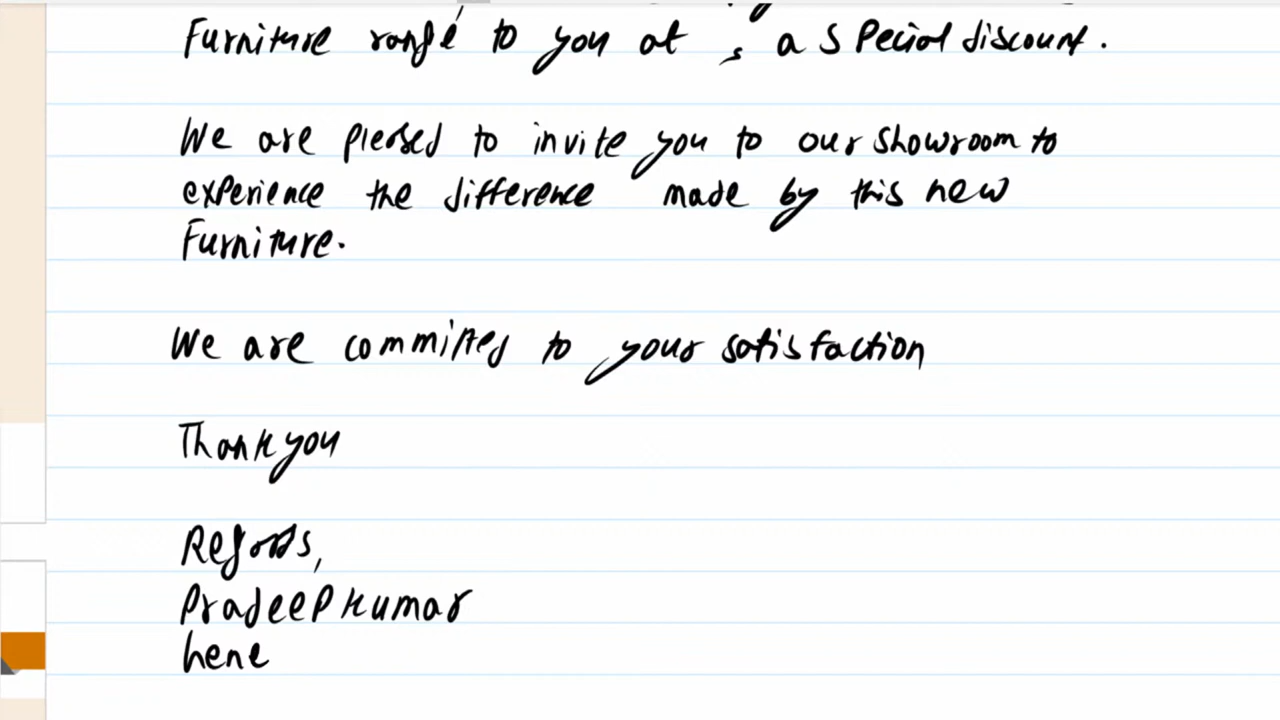 Furniture range to you at , a special discount.
We are pleased to invite you to our showroom to
experience the difference made by this new
Furniture.
We are committed to your satisfaction
Thank you
Regards,
Pradeep Kumar